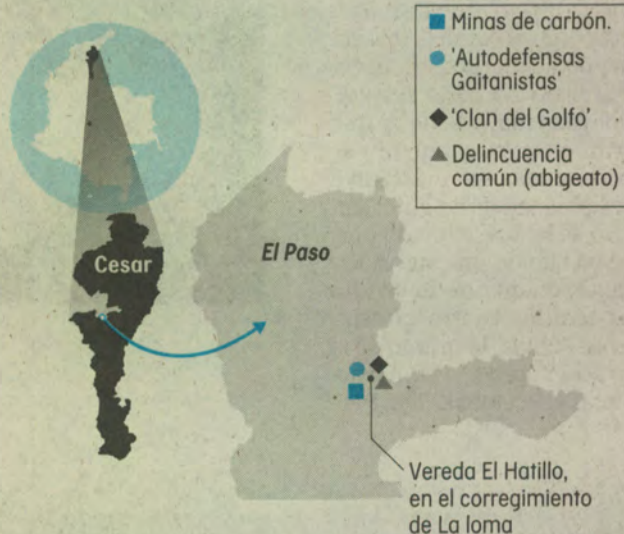 Minas de carbón.
'Autodefensas
Gaitanistas'
'Clan del Golfo'
Delincuencia
común (abigeato)
Cesar
El Paso
Vereda El Hatillo,
en el corregimiento
de La loma